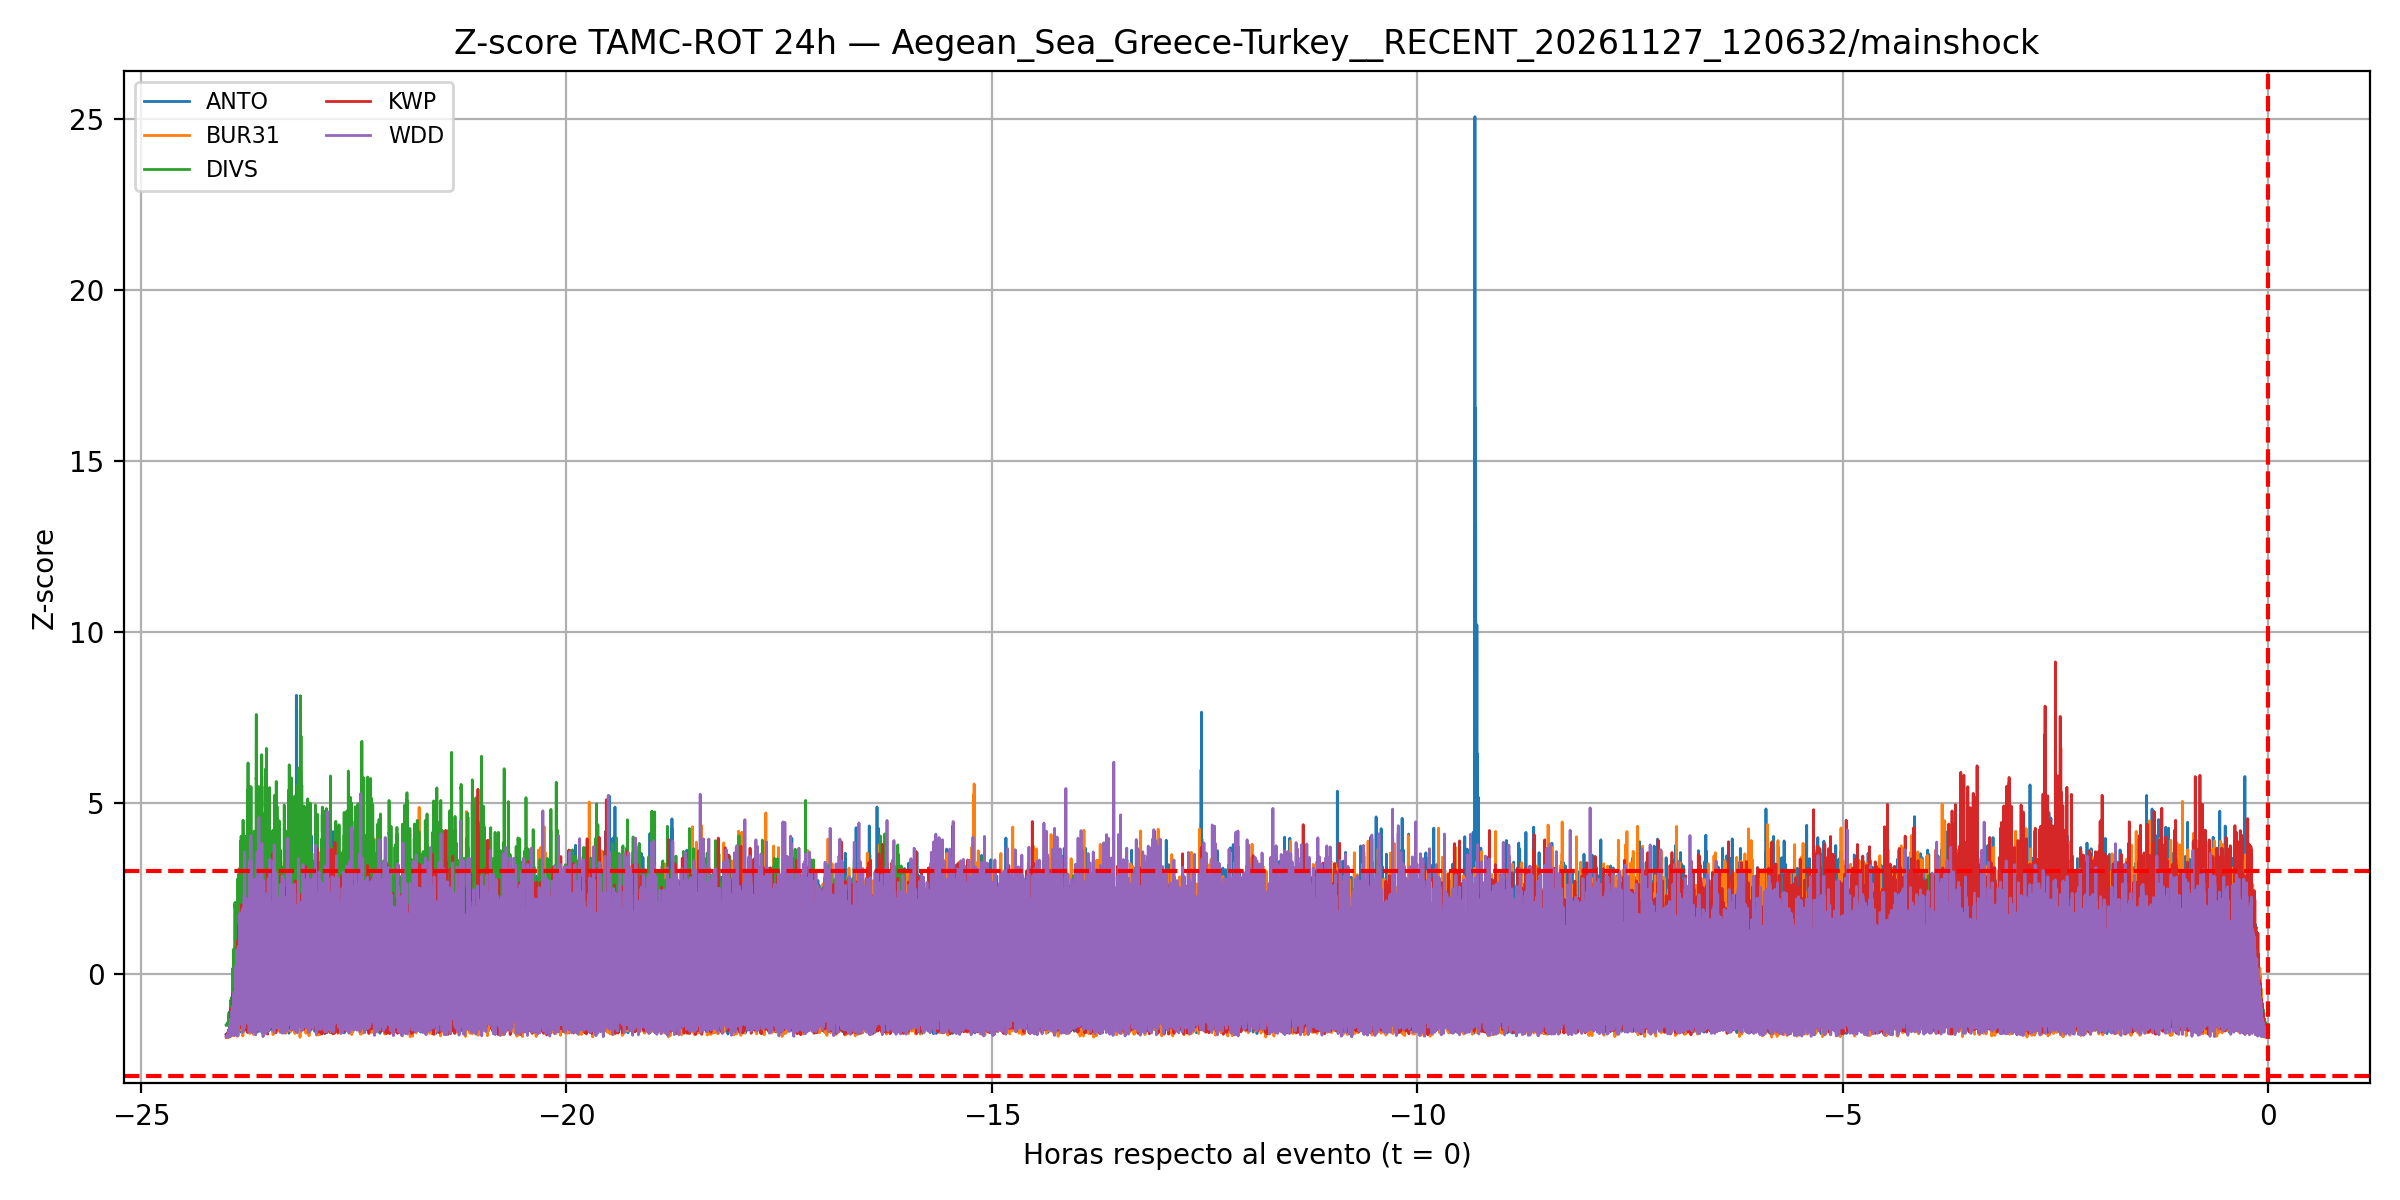 Z-score TAMC-ROT 24h — Aegean_Sea_Greece-Turkey__RECENT_20261127_120632/mainshock
ANTO
BUR31
DIVS
KWP
WDD
Z-score
25
20
15
10
5
0
−25
−20
−15
−10
−5
0
Horas respecto al evento (t = 0)